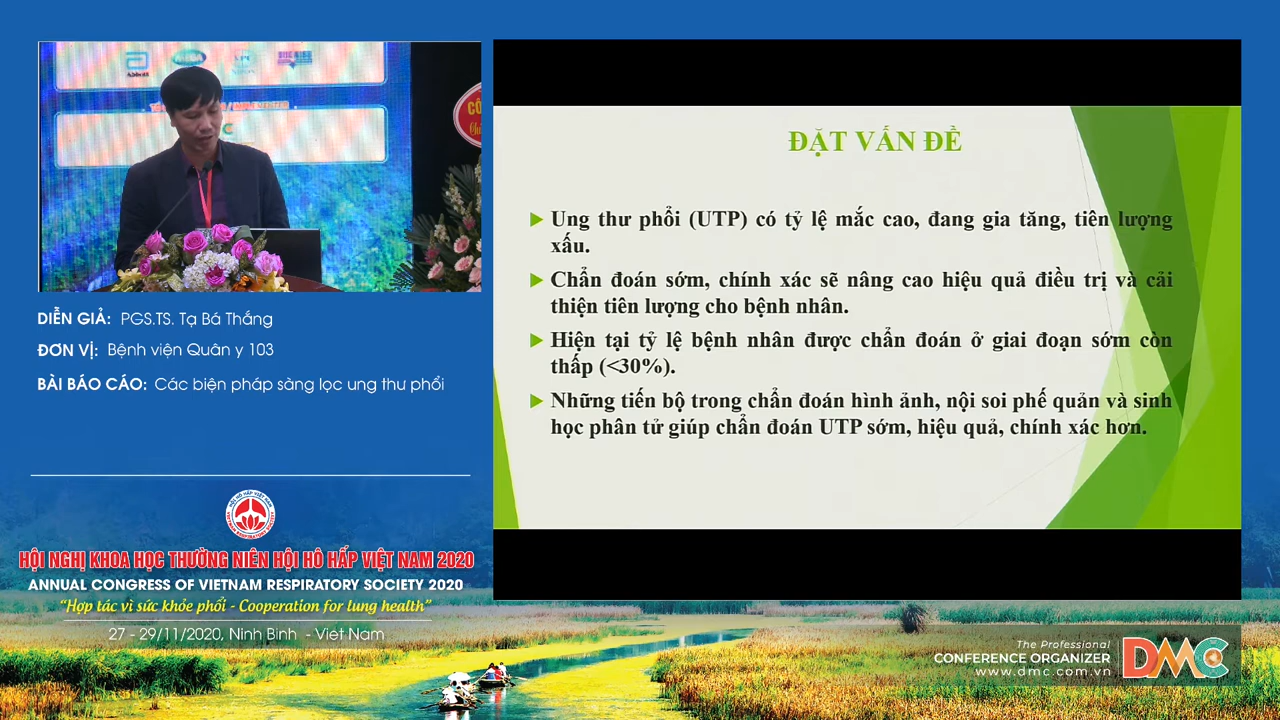 Abbott
CÔ
DIỄN GIẢ: PGS.TS. Tạ Bá Thắng
ĐƠN VỊ: Bệnh viện Quân y 103
BÀI BÁO CÁO: Các biện pháp sàng lọc ung thư phổi
HỘI NGHỊ KHOA HỌC THƯỜNG NIÊN HỘI HÔ HẤP VIỆT NAM 2020
ANNUAL CONGRESS OF VIETNAM RESPIRATORY SOCIETY 2020
“Hợp tác vì sức khỏe phổi - Cooperation for lung health”
27 - 29/11/2020, Ninh Bình - Việt Nam
ĐẶT VẤN ĐỀ
Ung thư phổi (UTP) có tỷ lệ mắc cao, đang gia tăng, tiên lượng
xấu.
Chẩn đoán sớm, chính xác sẽ nâng cao hiệu quả điều trị và cải
thiện tiên lượng cho bệnh nhân.
Hiện tại tỷ lệ bệnh nhân được chẩn đoán ở giai đoạn sớm còn
thấp (<30%).
Những tiến bộ trong chẩn đoán hình ảnh, nội soi phế quản và sinh
học phân tử giúp chẩn đoán UTP sớm, hiệu quả, chính xác hơn.
The Professional
CONFERENCE ORGANIZER
www.dmc.com.vn
DMC